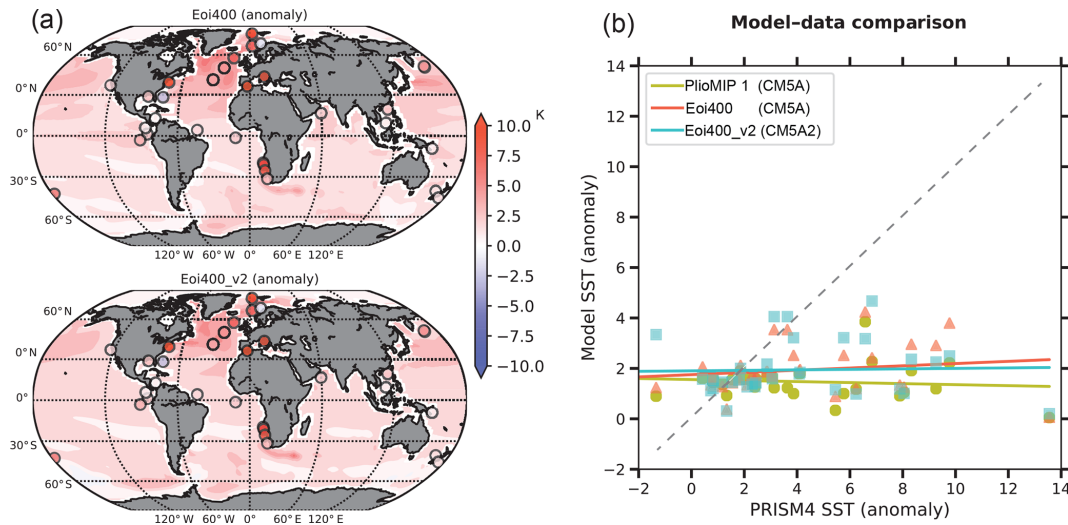 (a)
Eoi400 (anomaly)
60°N
0°N
0°
30°S
60°S
120°W 60°W 0° 60°E 120°E
K
10.0
7.5
5.0
2.5
0.0
−2.5
−5.0
−7.5
−10.0
Eoi400_v2 (anomaly)
60°N
0°N
0°
30°S
60°S
120°W 60°W 0° 60°E 120°E
(b)
Model–data comparison
PlioMIP 1 (CM5A)
Eoi400 (CM5A)
Eoi400_v2 (CM5A2)
Model SST (anomaly)
14
12
10
8
6
4
2
0
−2
−2 0 2 4 6 8 10 12 14
PRISM4 SST (anomaly)